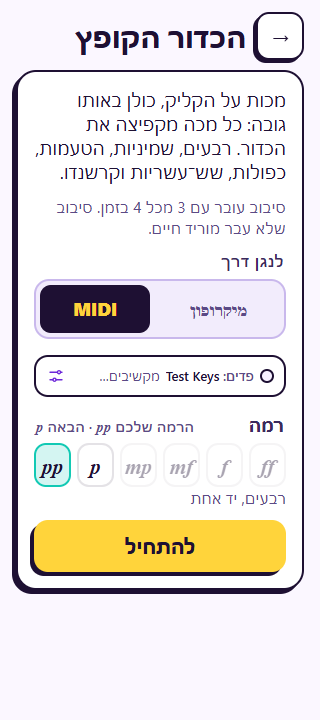 הכדור הקופץ
מכות על הקליק, כולן באותו
גובה: כל מכה מקפיצה את
הכדור. רבעים, שמיניות, הטעמות,
כפולות, שש־עשריות וקרשנדו.
סיבוב עובר עם 3 מכל 4 בזמן. סיבוב
שלא עבר מוריד חיים.
לנגן דרך
מיקרופון MIDI
פדים: Test Keys מקשיבים...
רמה הרמה שלכם pp · הבאה p
ff f mf mp p pp
רבעים, יד אחת
להתחיל